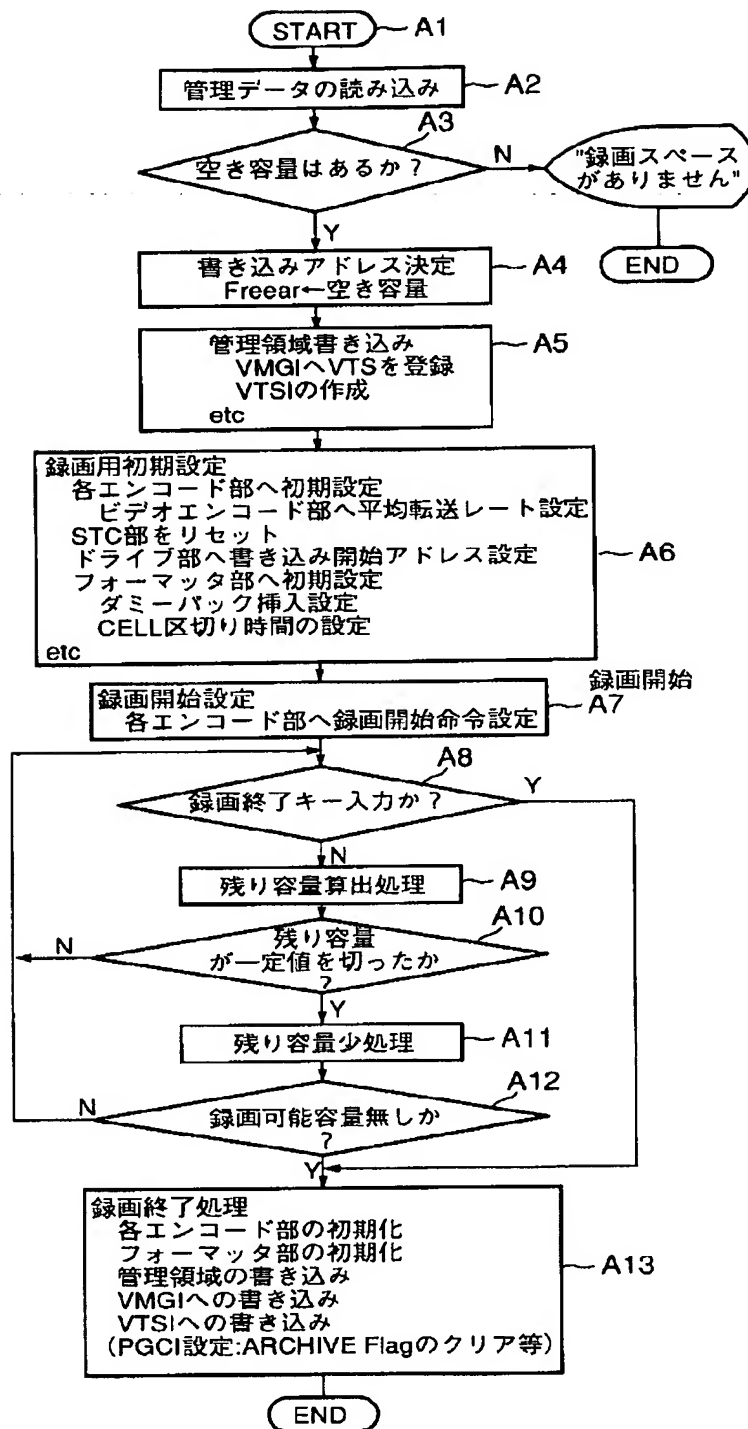 START
A1
管理データの読み込み
A2
A3
空き容量はあるか？
N
"録画スペース
がありません"
END
Y
書き込みアドレス決定
Freear←空き容量
A4
管理領域書き込み
VMGIへVTSを登録
VTSIの作成
etc
A5
録画用初期設定
各エンコード部へ初期設定
ビデオエンコード部へ平均転送レート設定
STC部をリセット
ドライブ部へ書き込み開始アドレス設定
フォーマッタ部へ初期設定
ダミーパック挿入設定
CELL区切り時間の設定
etc
A6
録画開始設定
各エンコード部へ録画開始命令設定
録画開始
A7
A8
録画終了キー入力か？
Y
N
残り容量算出処理
A9
A10
残り容量
が一定値を切ったか
？
N
Y
残り容量少処理
A11
A12
録画可能容量無しか
？
N
Y
録画終了処理
各エンコード部の初期化
フォーマッタ部の初期化
管理領域の書き込み
VMGIへの書き込み
VTSIへの書き込み
（PGCI設定:ARCHIVE Flagのクリア等）
A13
END